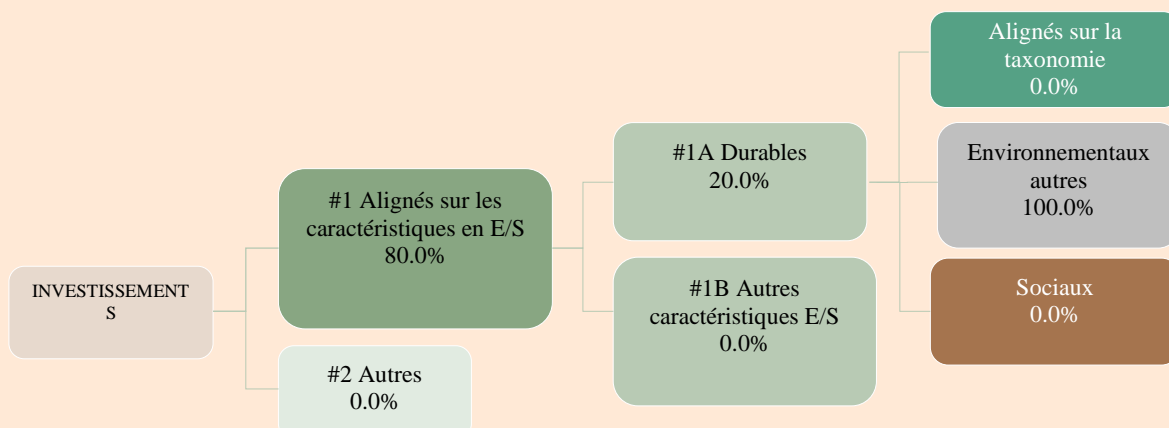 INVESTISSEMENT
S
#1 Alignés sur les
caractéristiques en E/S
80.0%
#2 Autres
0.0%
#1A Durables
20.0%
#1B Autres
caractéristiques E/S
0.0%
Alignés sur la
taxonomie
0.0%
Environnementaux
autres
100.0%
Sociaux
0.0%